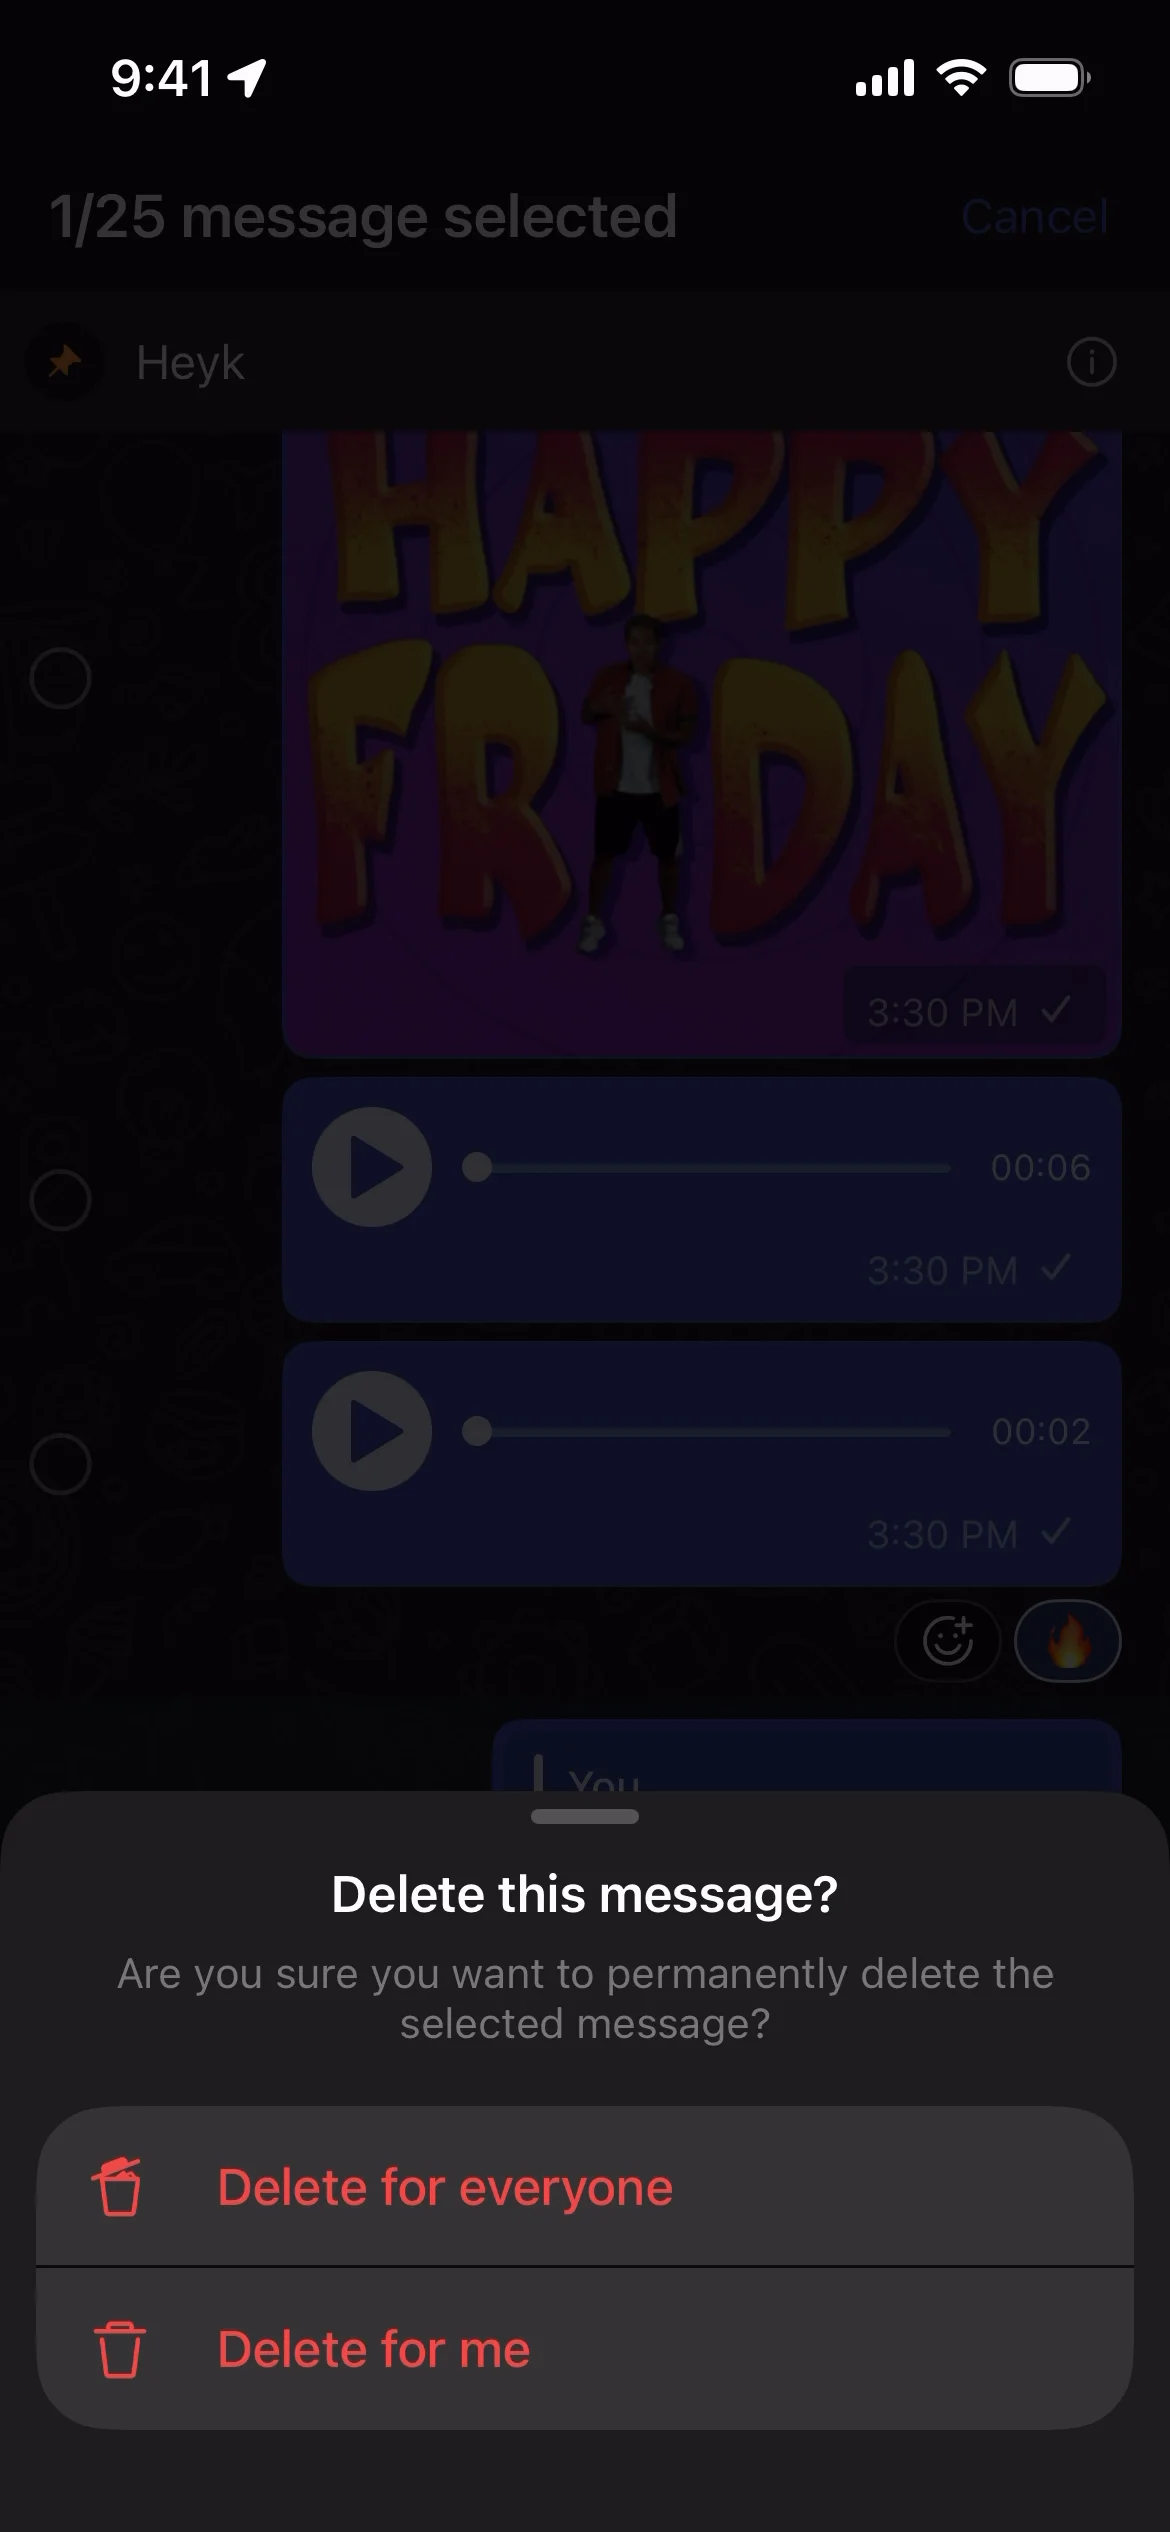 9:41
1/25 message selected
Cancel
Heyk
HAPPY
FRIDAY
3:30 PM
00:06
3:30 PM
00:02
3:30 PM
You
Delete this message?
Are you sure you want to permanently delete the
selected message?
Delete for everyone
Delete for me